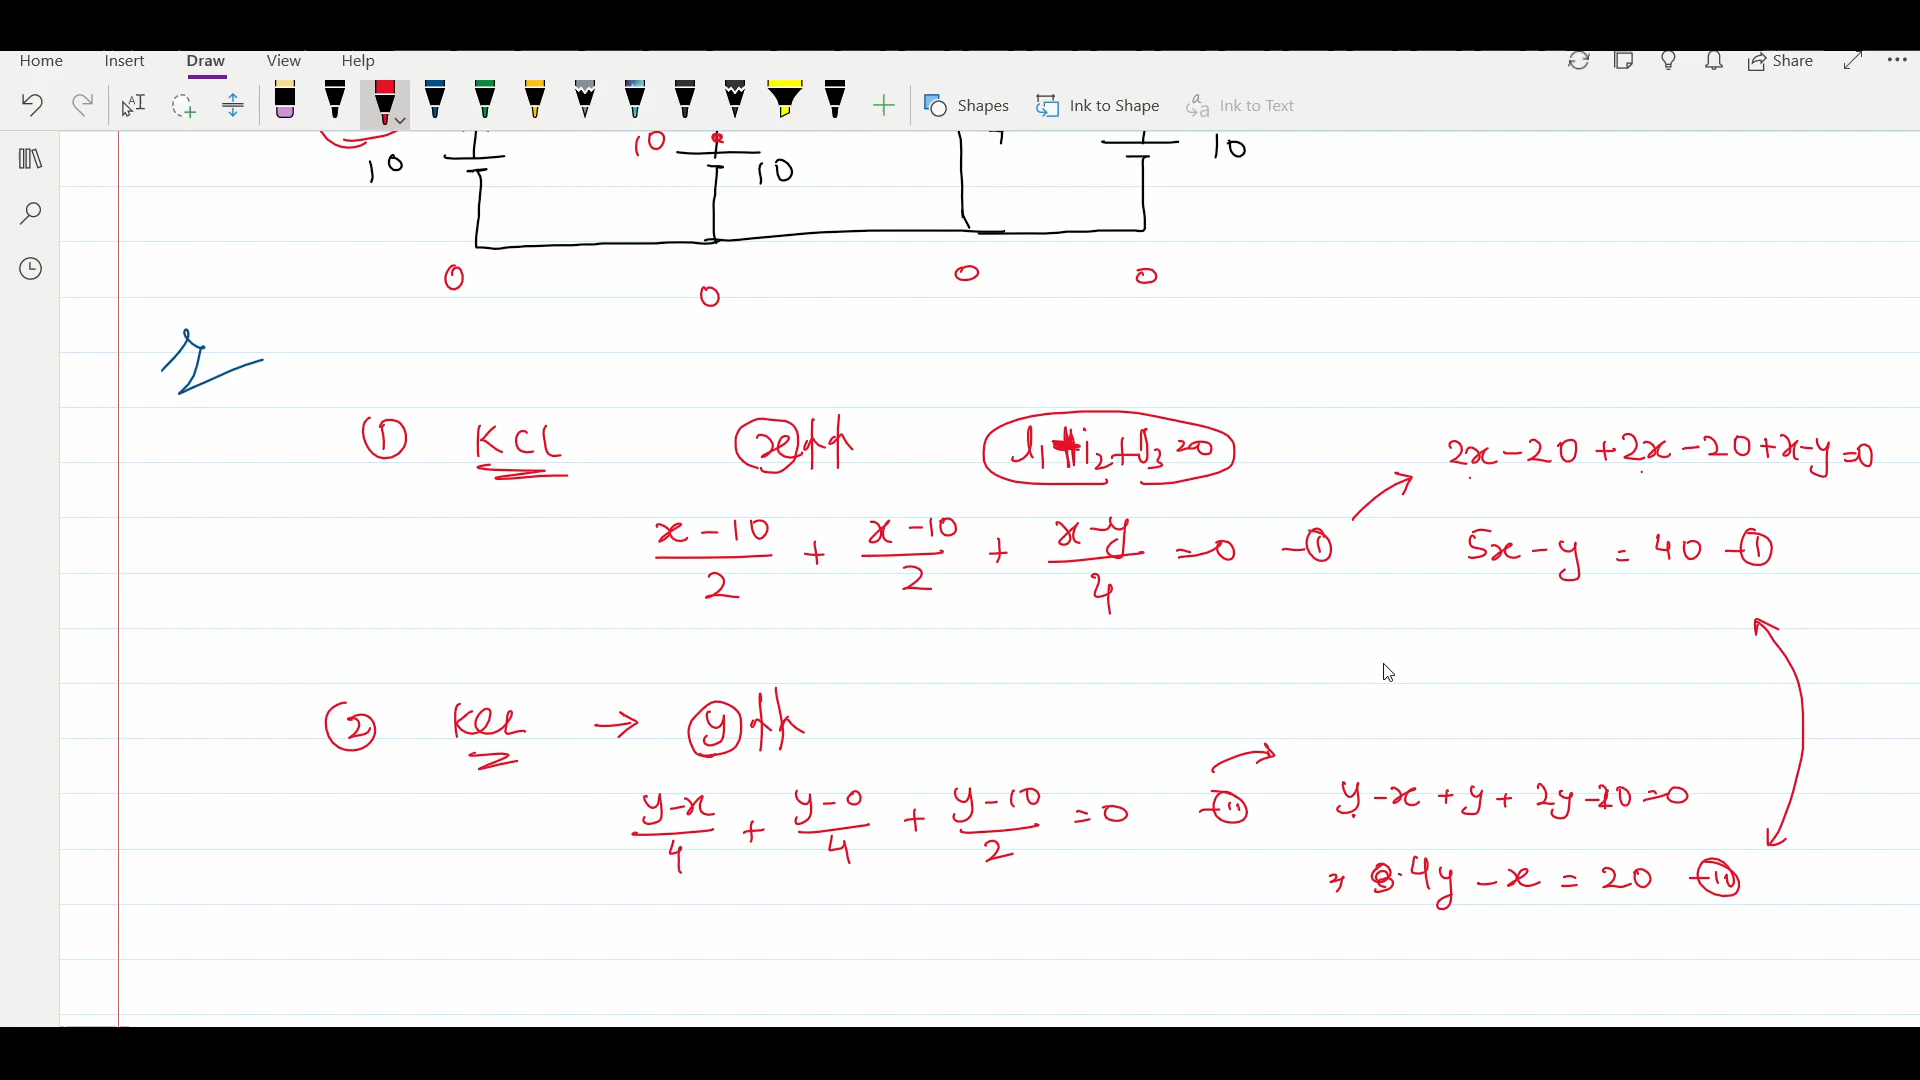 Home Insert Draw View Help Share
Shapes Ink to Shape Ink to Text
10 10 10 10
0 0 0 0
① KCL x i1 + i2 + i3 = 0 2x - 20 + 2x - 20 + x - y = 0
x - 10 / 2 + x - 10 / 2 + x - y / 4 = 0 - ① 5x - y = 40 - ①
② KCL → y
y - x / 4 + y - 0 / 4 + y - 10 / 2 = 0 - ⑪ y - x + y + 2y - 20 = 0
4y - x = 20 - ⑪